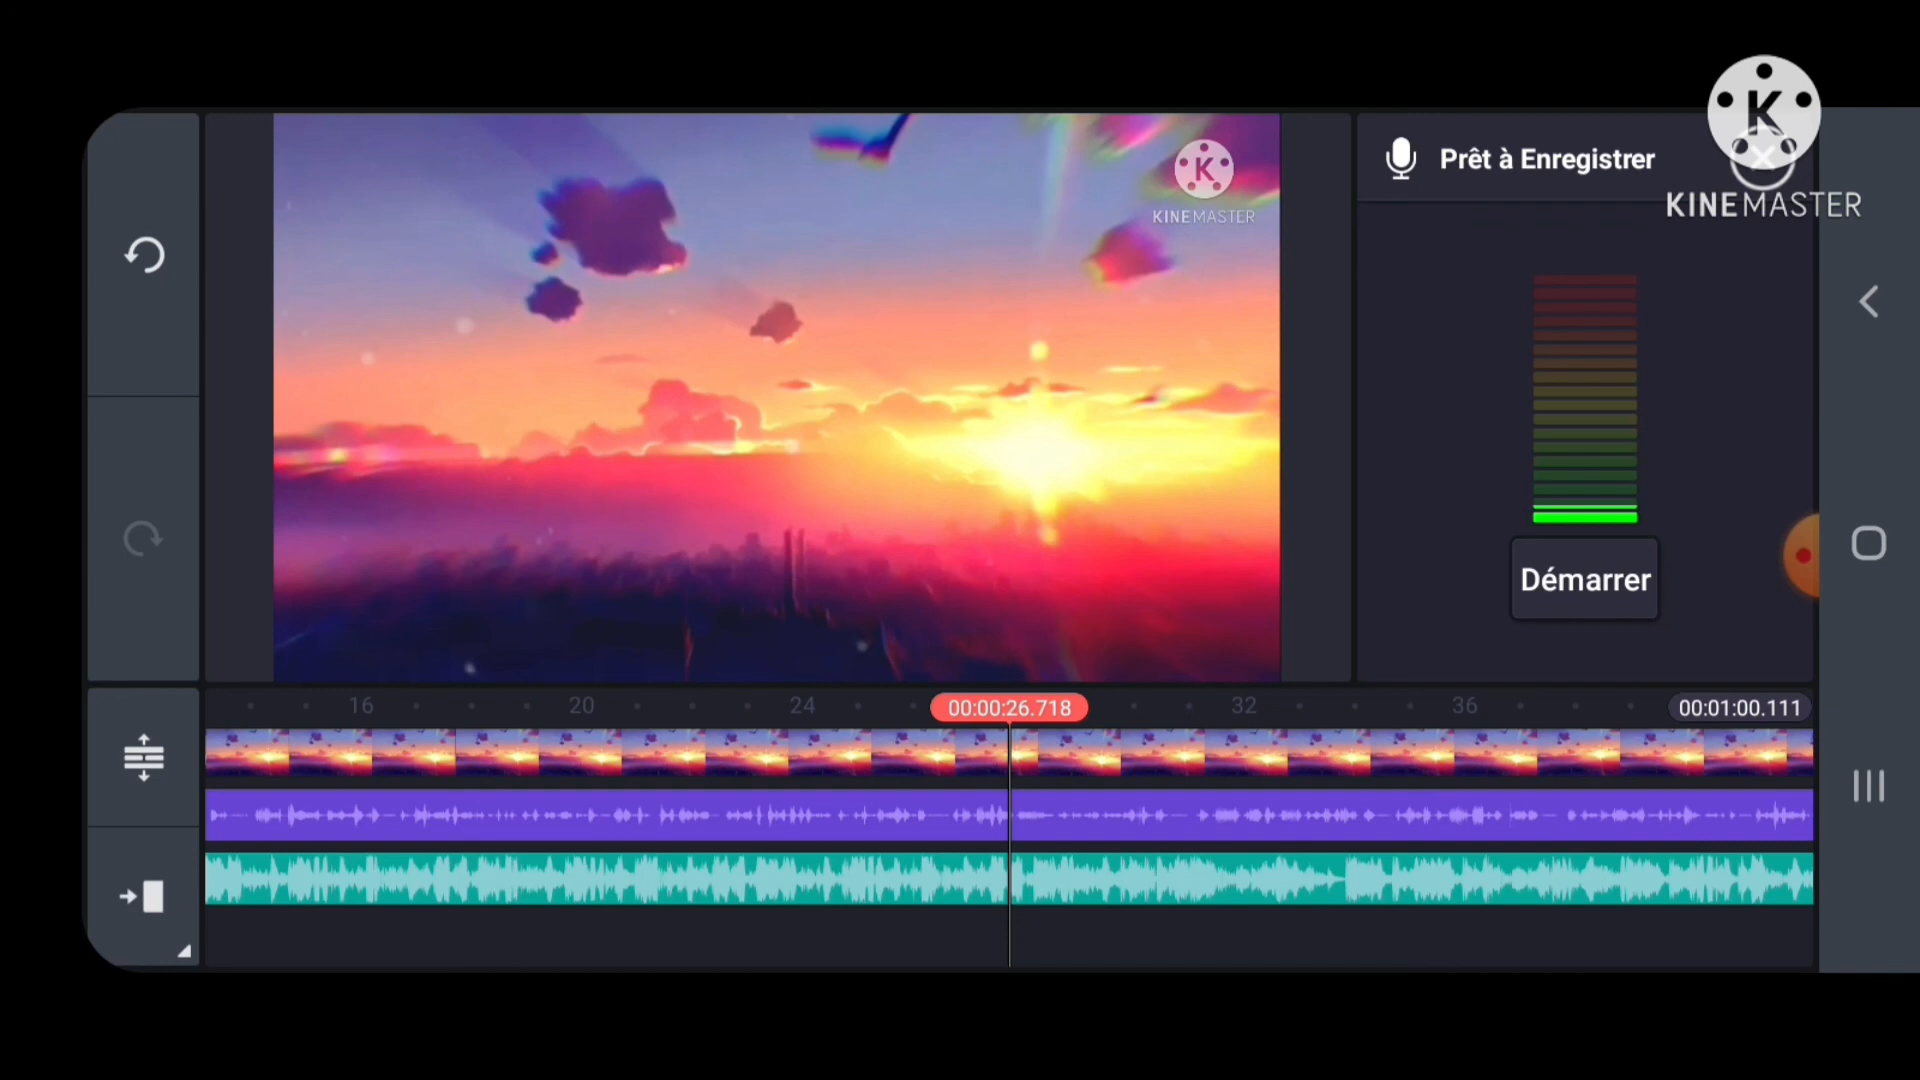 K
KINEMASTER
K
KINEMASTER
Prêt à Enregistrer
Démarrer
16
20
24
00:00:26.718
32
36
00:01:00.111